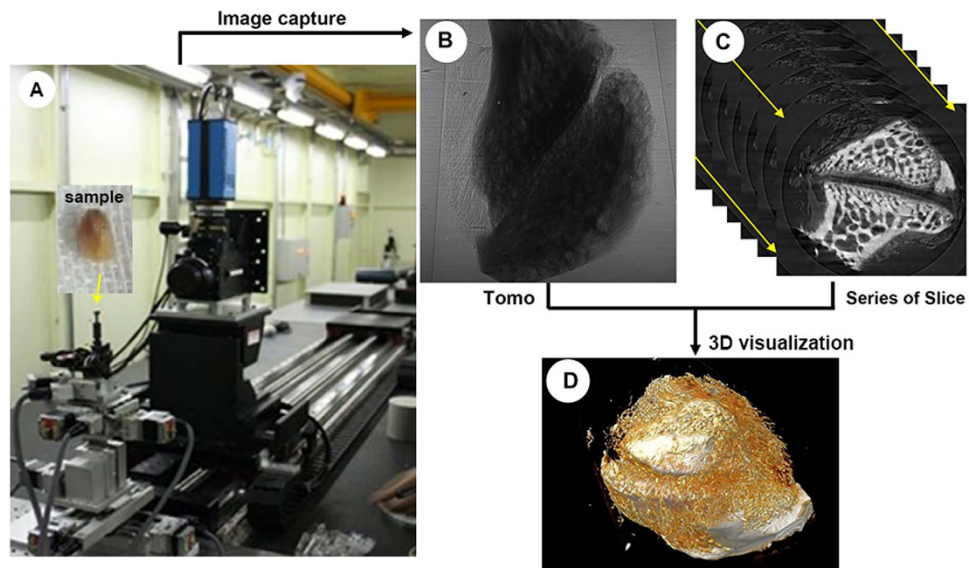 Image capture
A
B
C
sample
Tomo
Series of Slice
3D visualization
D